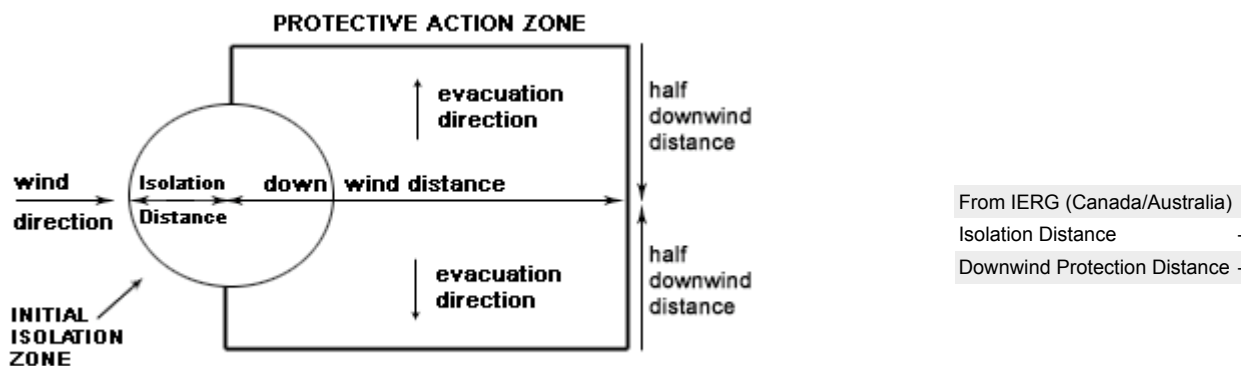 PROTECTIVE ACTION ZONE
evacuation
direction
half
downwind
distance
wind
direction
Isolation
Distance
down wind distance
evacuation
direction
half
downwind
distance
INITIAL
ISOLATION
ZONE
From IERG (Canada/Australia)
Isolation Distance -
Downwind Protection Distance -